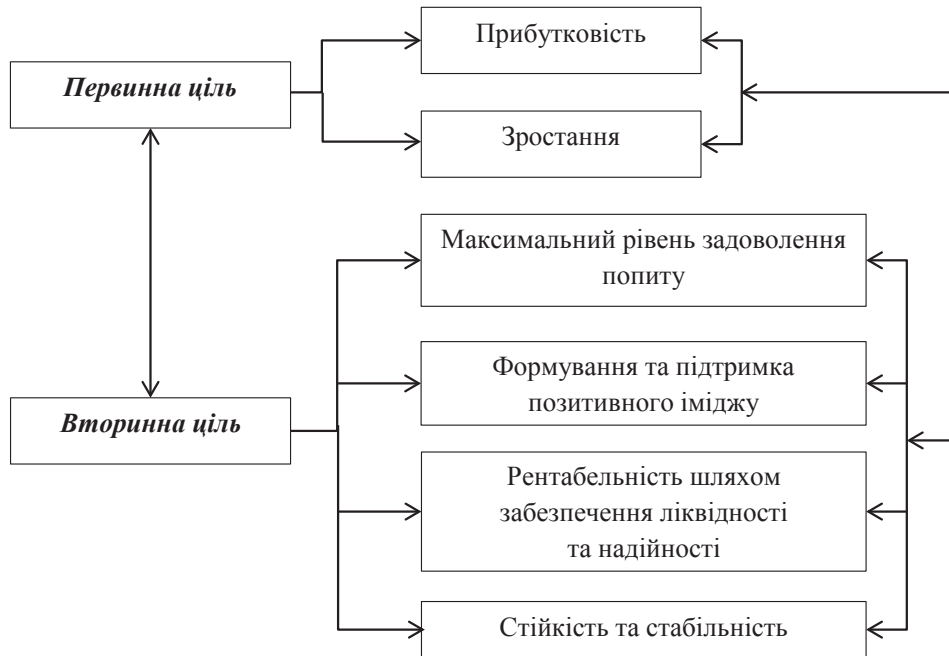 Прибутковість
Первинна ціль
Зростання
Максимальний рівень задоволення
попиту
Формування та підтримка
позитивного іміджу
Вторинна ціль
Рентабельність шляхом
забезпечення ліквідності
та надійності
Стійкість та стабільність